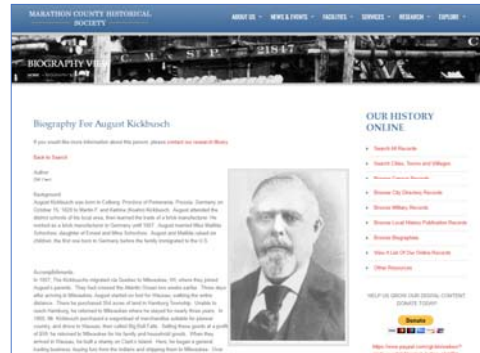 MARATHON COUNTY HISTORICAL
SOCIETY
ABOUT US
NEWS & EVENTS
FACILITIES
SERVICES
RESEARCH
EXPLORE
C M STP 21847
BIOGRAPHY VIEW
HOME
Biography For August Kickbusch
If you would like more information about this person, please contact our research library.
Back to Search
Author
Background
August Kickbusch was born in Colberg, Province of Pomerania, Prussia, Germany on
October 15, 1828 to Martin F. and Katrina Kickbusch. August attended the
district schools of his local area, then learned the trade of a brick manufacturer. He
worked as a brick manufacturer in Germany until 1857. August married Miss Matilda
Schochow, daughter of Ernest and Mina Schochow. August and Matilda raised six
children, the first one born in Germany before the family immigrated to the U.S.
Accomplishments
In 1857, The Kickbuschs migrated via Quebec to Milwaukee, WI, where they joined
August's parents. They had crossed the Atlantic Ocean two weeks earlier. Three days
after arriving in Milwaukee, August started on foot for Wausau, walking the entire
distance. There he purchased 354 acres of land in Hamburg Township. Unable to
reach Hamburg, he returned to Milwaukee where he stayed for nearly three years. In
1860, Mr. Kickbusch purchased a wagonload of merchandise suitable for pioneer
country, and drove to Wausau, then called Big Bull Falls. Selling these goods at a profit
of he returned to Milwaukee for his family and household goods. When they
arrived in Wausau, he built a shanty on Clark's Island. Here, he began a general
trading business, buying furs from the Indians and shipping them to Milwaukee.
OUR HISTORY
ONLINE
Search All Records
Search Cities, Towns and Villages
Browse Records
Browse City Directory Records
Browse Military Records
Browse Local History Publication Records
Browse Biographies
View A List Of Our Online Records
Other Resources
HELP US GROW OUR DIGITAL CONTENT
DONATE TODAY!
Donate